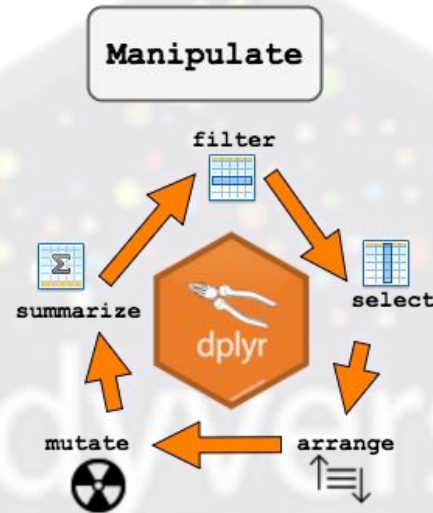 Manipulate
filter
select
summarize
dplyr
mutate
arrange